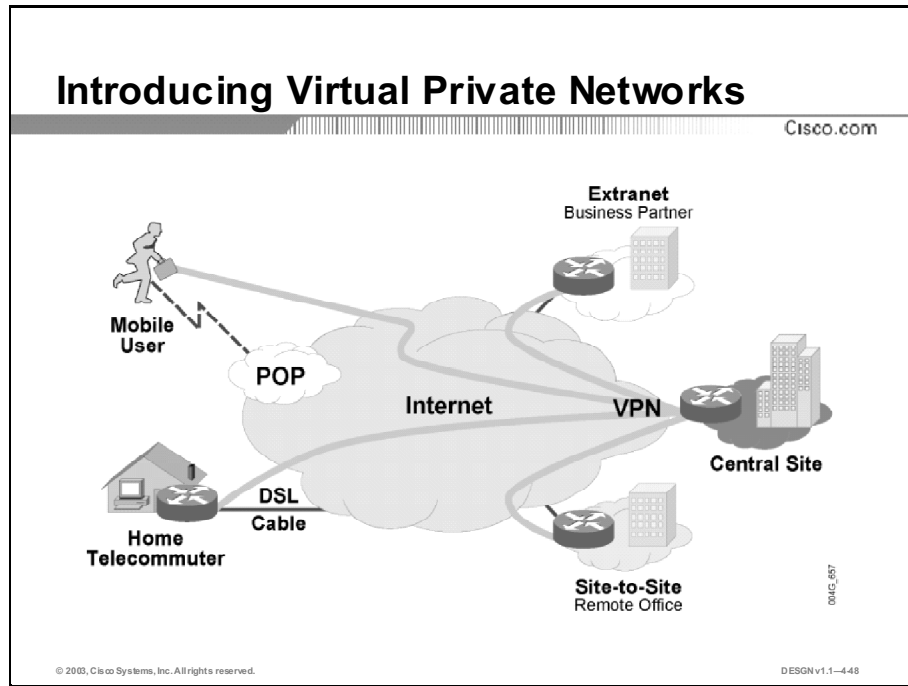 Introducing Virtual Private Networks
Cisco.com
Extranet
Business Partner
Mobile
User
POP
Internet
VPN
Central Site
DSL
Cable
Home
Telecommuter
Site-to-Site
Remote Office
004G_657
© 2003, Cisco Systems, Inc. All rights reserved.
DESGN v1.1—4-48